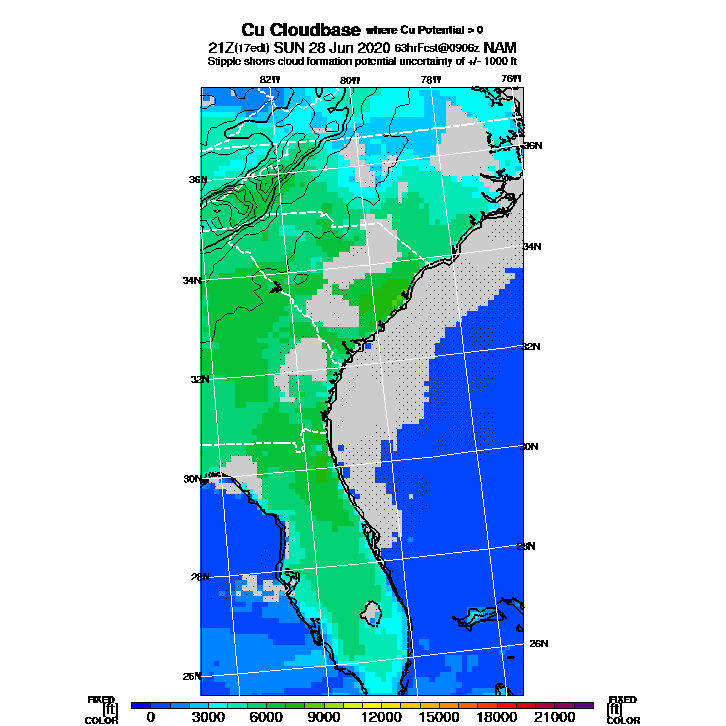 Cu Cloudbase where Cu Potential > 0
21Z(17edt) SUN 28 Jun 2020 63hrFcst@0906z NAM
Stipple shows cloud formation potential uncertainty of +/- 1000 ft
82W 80W 78W 76W
36N
36N
34N
34N
32N
32N
30N
30N
28N
28N
26N
26N
FIXED FIXED
[ft] [ft]
COLOR COLOR
0 3000 6000 9000 12000 15000 18000 21000